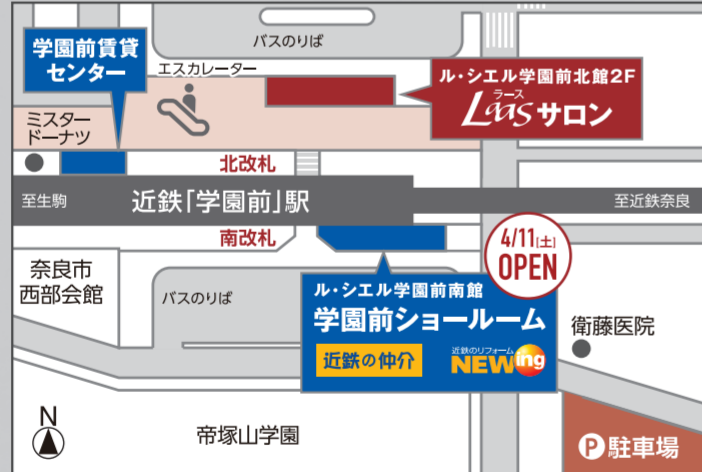 バスのりば
学園前賃貸
センター
エスカレーター
ル・シエル学園前北館2F
ラース
Laasサロン
ミスター
ドーナツ
北改札
至生駒
近鉄「学園前」駅
至近鉄奈良
南改札
4/11[土]
OPEN
奈良市
西部会館
バスのりば
ル・シエル学園前南館
学園前ショールーム
近鉄の仲介
近鉄のリフォーム
NEWing
衛藤医院
N
帝塚山学園
P駐車場